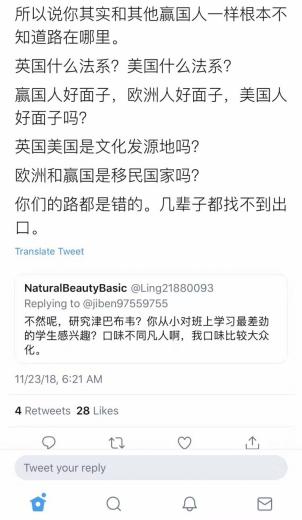 所以说你其实和其他赢国人一样根本不
知道路在哪里。
英国什么法系？美国什么法系？
赢国人好面子，欧洲人好面子，美国人
好面子吗？
英国美国是文化发源地吗？
欧洲和赢国是移民国家吗？
你们的路都是错的。几辈子都找不到出
口。
Translate Tweet
NaturalBeautyBasic @Ling21880093
Replying to @jiben97559755
不然呢，研究津巴布韦？你从小对班上学习最差劲
的学生感兴趣？口味不同凡人啊，我口味比较大众
化。
11/23/18, 6:21 AM
4 Retweets 28 Likes
Tweet your reply